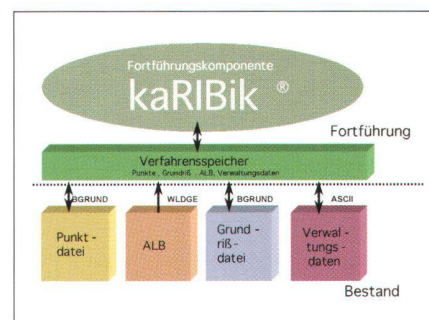 Fortführungskomponente
kaRIBik ®
Fortführung
Verfahrensspeicher
Punkte, Grundriß, ALB, Verwaltungsdaten
BGRUND
WLDGE
BGRUND
ASCII
Punkt -
datei
ALB
Grund -
riß-
datei
Verwal -
tungs -
daten
Bestand